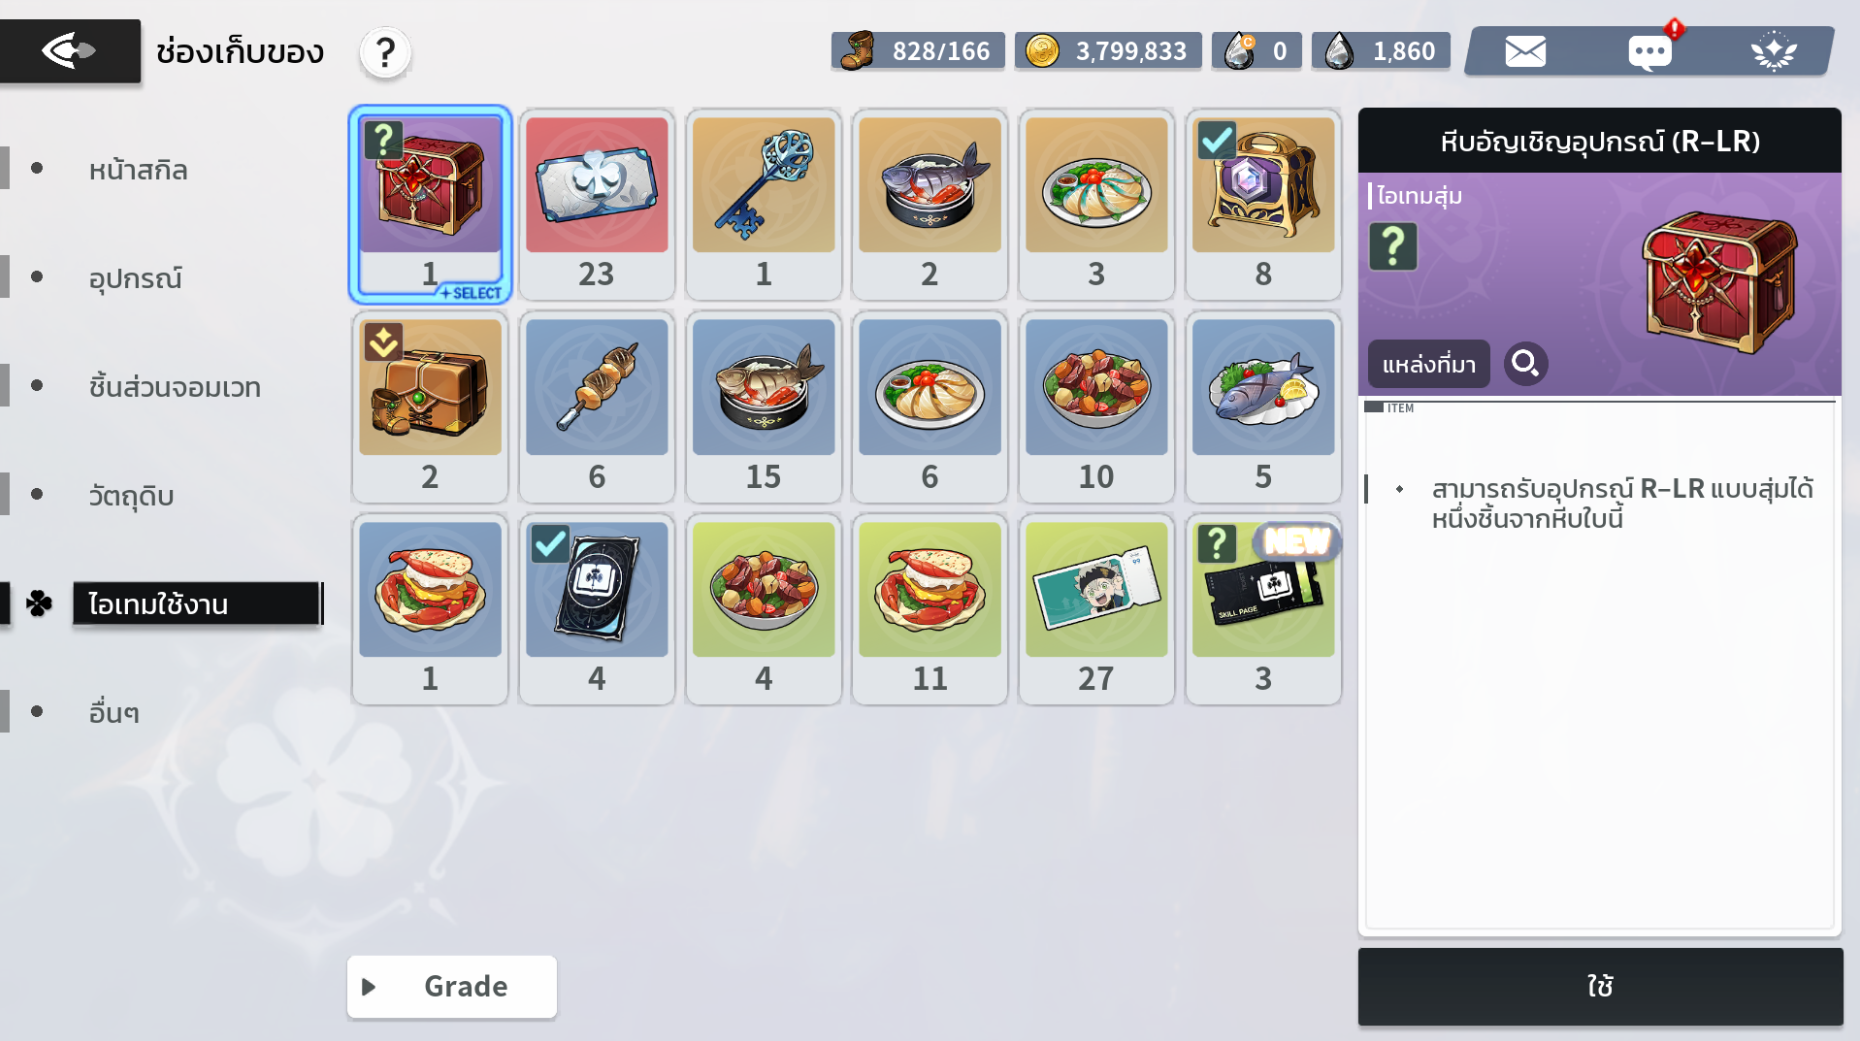 ช่องเก็บของ
?
828/166
3,799,833
0
1,860
หน้าสกิล
อุปกรณ์
ชิ้นส่วนจอมเวท
วัตถุดิบ
ไอเทมใช้งาน
อื่นๆ
?
1
SELECT
23
1
2
3
8
2
6
15
6
10
5
1
4
4
11
27
?
NEW
SKILL PAGE
3
Grade
หีบอัญเชิญอุปกรณ์ (R-LR)
ไอเทมสุ่ม
?
แหล่งที่มา
ITEM
สามารถรับอุปกรณ์ R-LR แบบสุ่มได้
หนึ่งชิ้นจากหีบใบนี้
ใช้